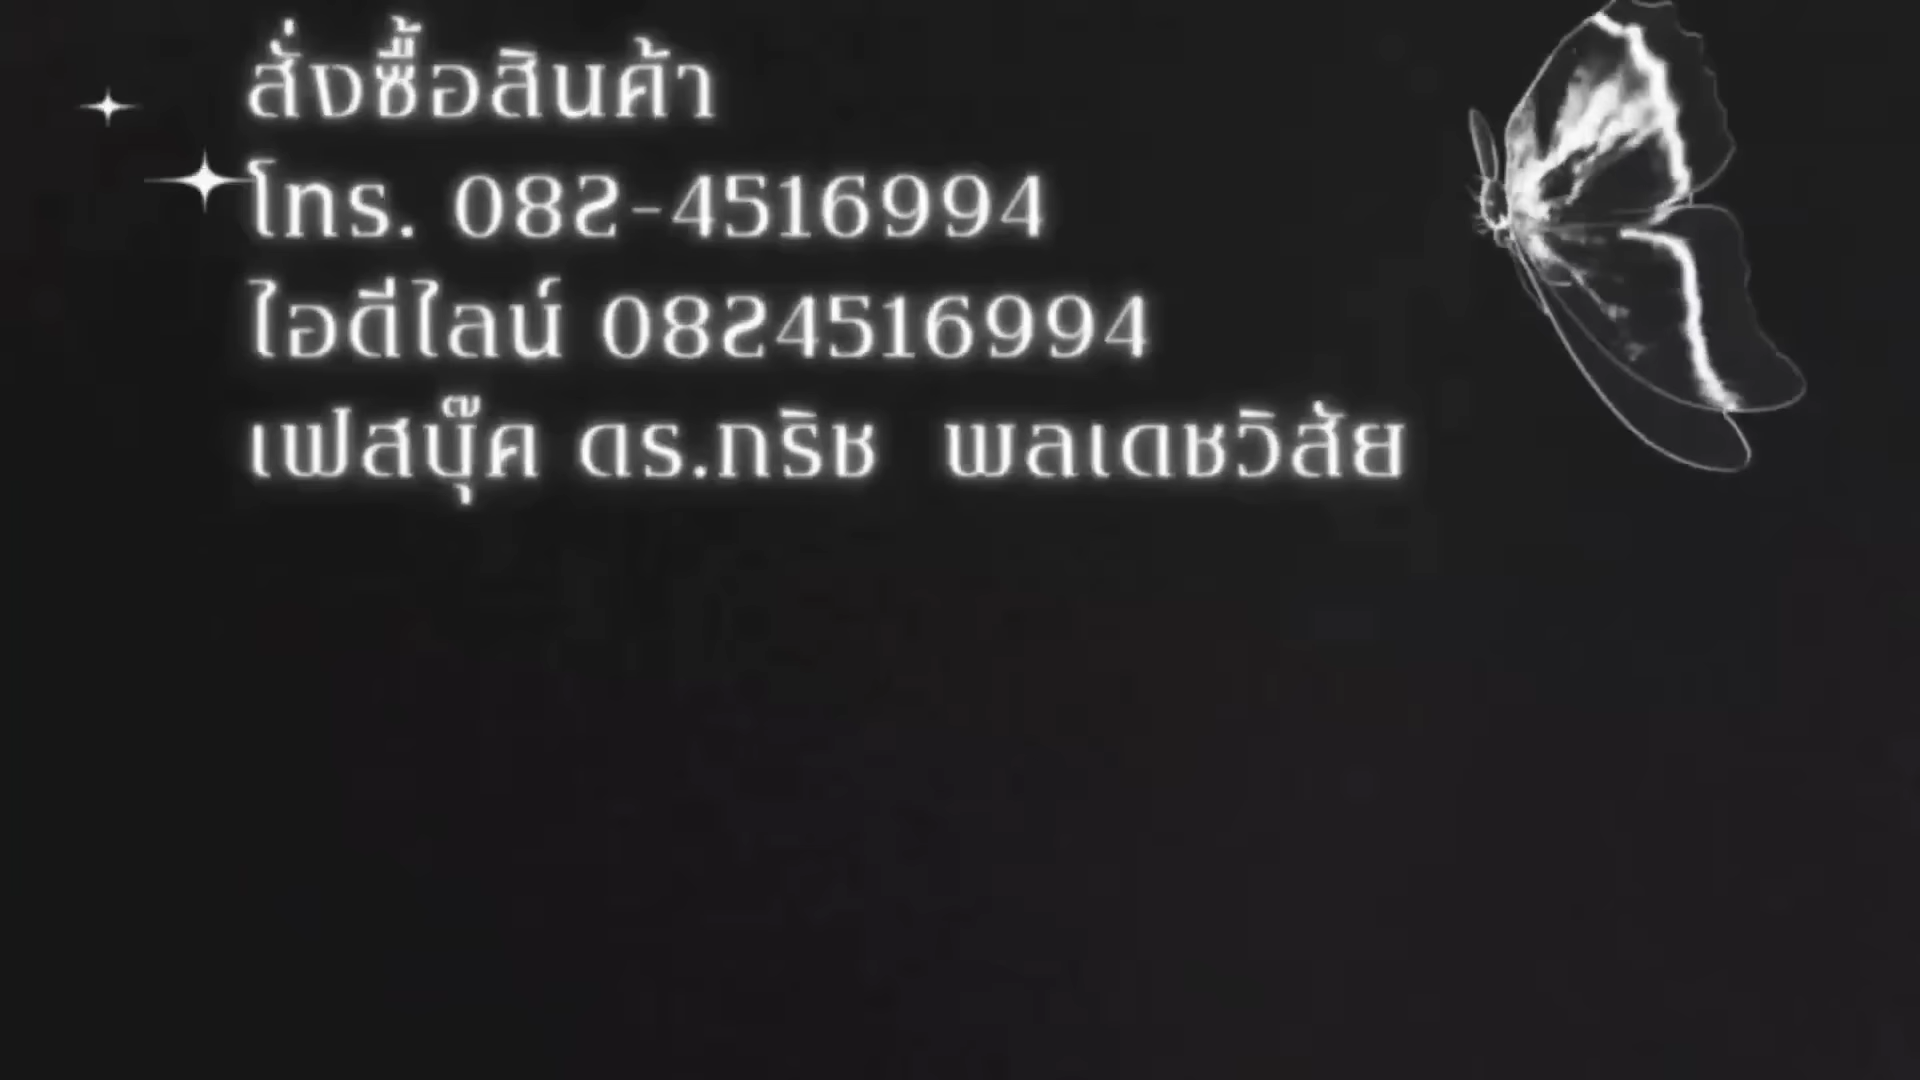 สั่งซื้อสินค้า
โทร. 082-4516994
ไอดีไลน์ 0824516994
เฟสบุ๊ค ดร.กริช พลเดชวิสัย